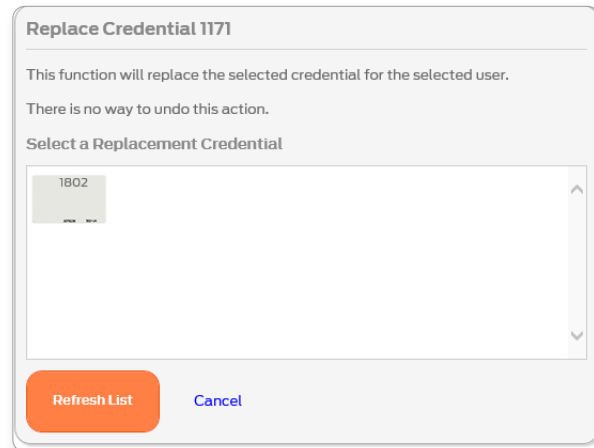 Replace Credential 1171
This function will replace the selected credential for the selected user.
There is no way to undo this action.
Select a Replacement Credential
1802
Refresh List
Cancel